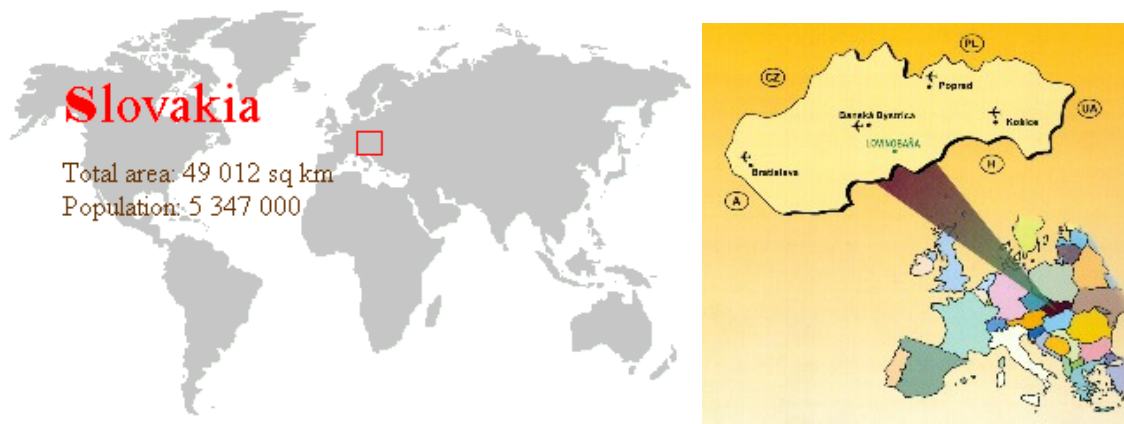 Slovakia
Total area: 49 012 sq km
Population: 5 347 000
PL
CZ
Poprad
UA
Banská Bystrica
Košice
LOVINOBAŇA
H
Bratislava
A